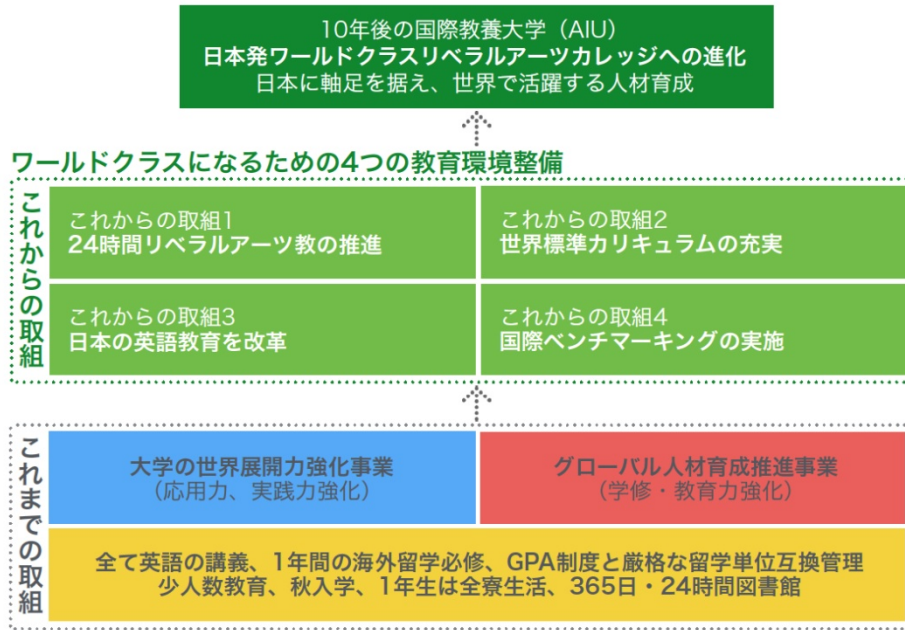 10年後の国際教養大学（AIU）
日本発ワールドクラスリベラルアーツカレッジへの進化
日本に軸足を据え、世界で活躍する人材育成
ワールドクラスになるための4つの教育環境整備
これからの取組
これからの取組1
24時間リベラルアーツ教の推進
これからの取組2
世界標準カリキュラムの充実
これからの取組3
日本の英語教育を改革
これからの取組4
国際ベンチマーキングの実施
これまでの取組
大学の世界展開力強化事業
（応用力、実践力強化）
グローバル人材育成推進事業
（学修・教育力強化）
全て英語の講義、1年間の海外留学必修、GPA制度と厳格な留学単位互換管理
少人数教育、秋入学、1年生は全寮生活、365日・24時間図書館